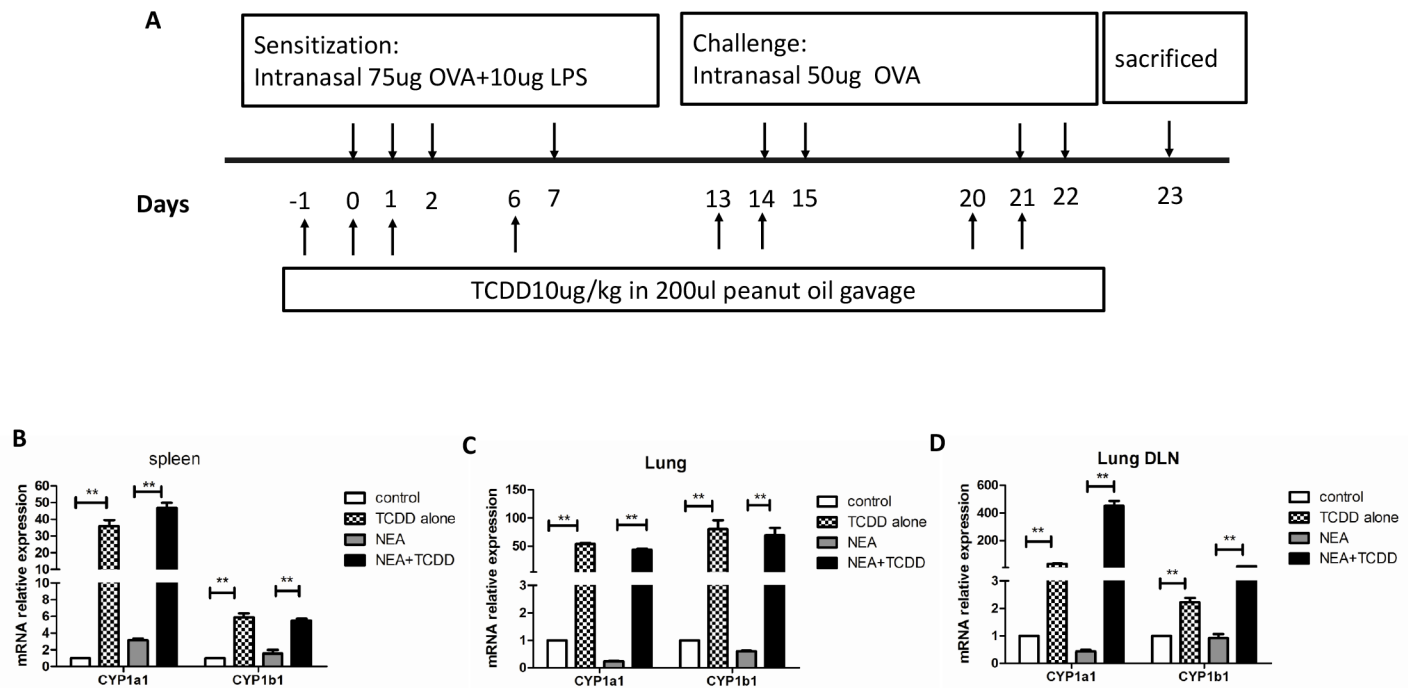 A
Sensitization:
Intranasal 75ug OVA+10ug LPS
Challenge:
Intranasal 50ug  OVA
sacrificed
Days
-1 0 1 2 6 7 13 14 15 20 21 22 23
TCDD10ug/kg in 200ul peanut oil gavage
B
spleen
mRNA relative expression
60
50
40
30
20
10
10
8
6
4
2
0
**
**
**
**
CYP1a1 CYP1b1
control
TCDD alone
NEA
NEA+TCDD
C
Lung
mRNA relative expression
150
100
50
3
2
1
0
**
**
**
**
CYP1a1 CYP1b1
control
TCDD alone
NEA
NEA+TCDD
D
Lung DLN
mRNA relative expression
600
400
200
3
2
1
0
**
**
**
**
CYP1a1 CYP1b1
control
TCDD alone
NEA
NEA+TCDD